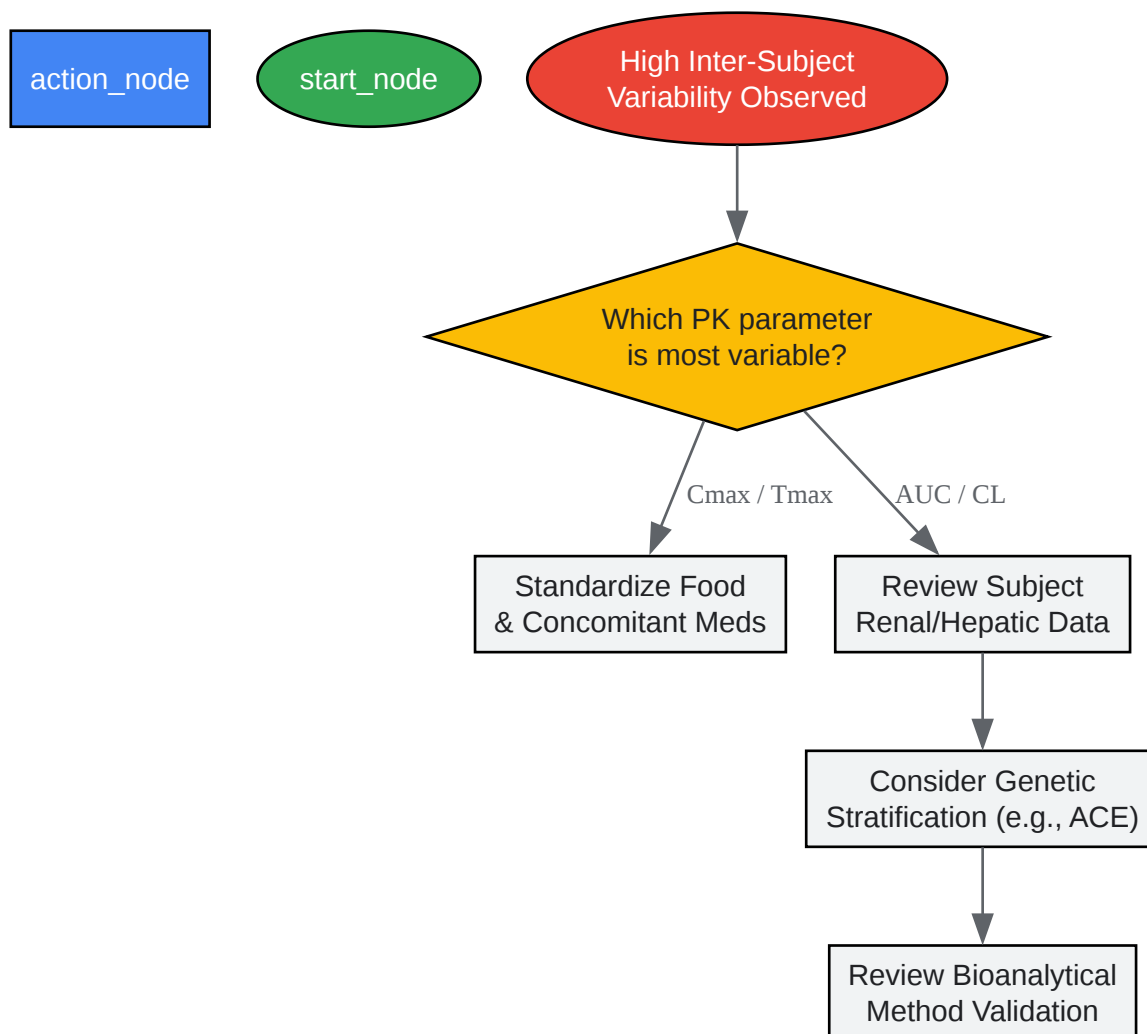 action_node
start_node
High Inter-Subject
Variability Observed
Which PK parameter
is most variable?
Cmax / Tmax
AUC / CL
Standardize Food
& Concomitant Meds
Review Subject
Renal/Hepatic Data
Consider Genetic
Stratification (e.g., ACE)
Review Bioanalytical
Method Validation